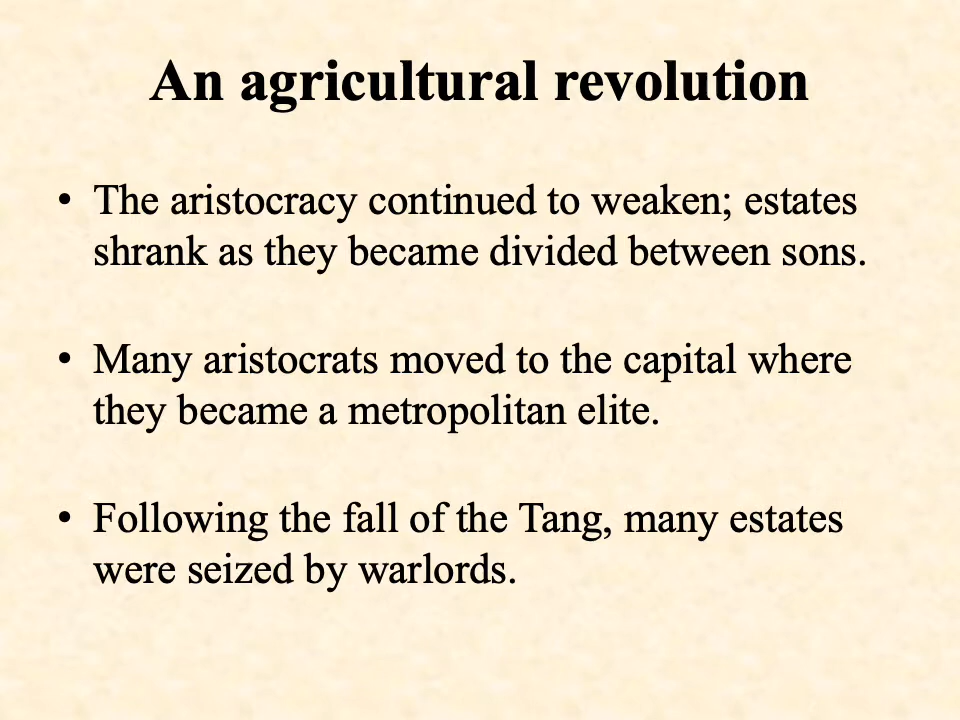 An agricultural revolution
• The aristocracy continued to weaken; estates
shrank as they became divided between sons.
• Many aristocrats moved to the capital where
they became a metropolitan elite.
• Following the fall of the Tang, many estates
were seized by warlords.